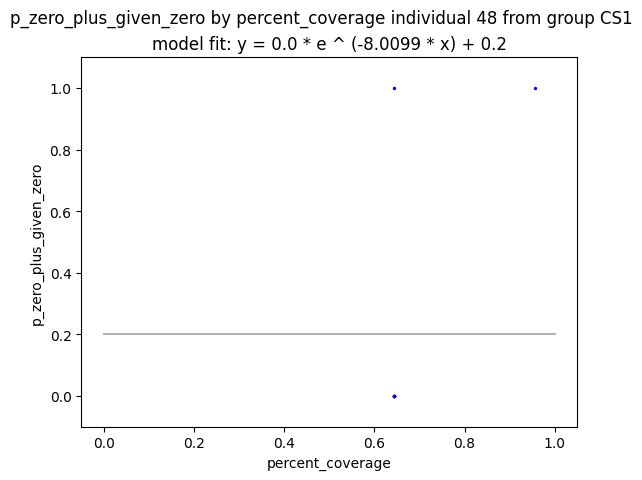 p_zero_plus_given_zero by percent_coverage individual 48 from group CS1
model fit: y = 0.0 * e ^ (-8.0099 * x) + 0.2
1.0
0.8
0.6
0.4
0.2
0.0
p_zero_plus_given_zero
0.0 0.2 0.4 0.6 0.8 1.0
percent_coverage